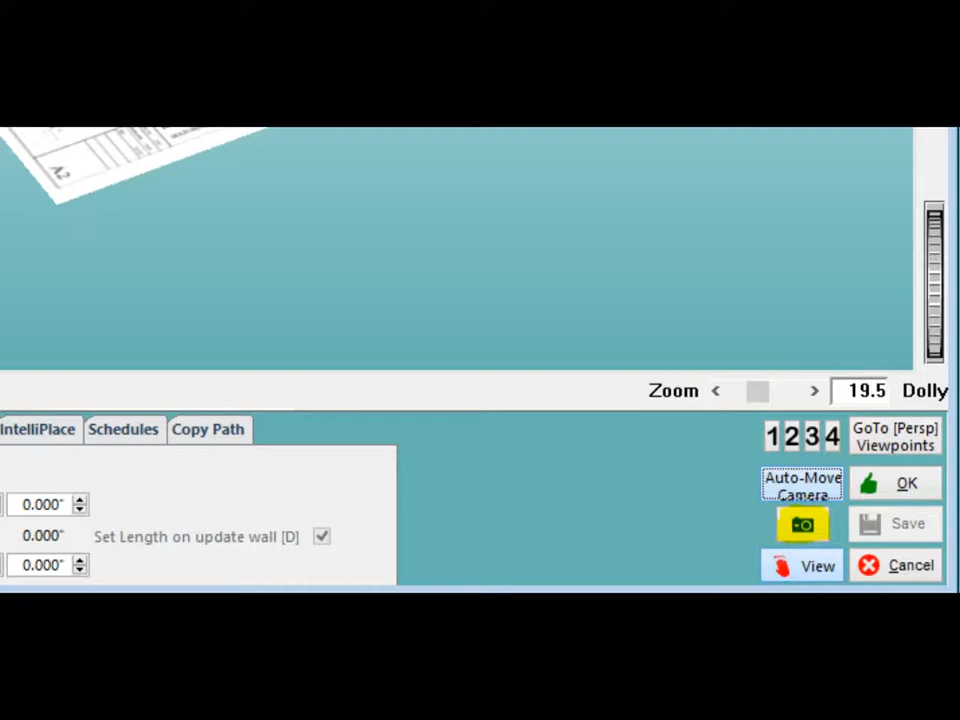 A2
Zoom < > 19.5 Dolly
IntelliPlace Schedules Copy Path
1 2 3 4
GoTo [Persp]
Viewpoints
Auto-Move
Camera
OK
0.000"
0.000" Set Length on update wall [D]
Save
0.000"
View
Cancel